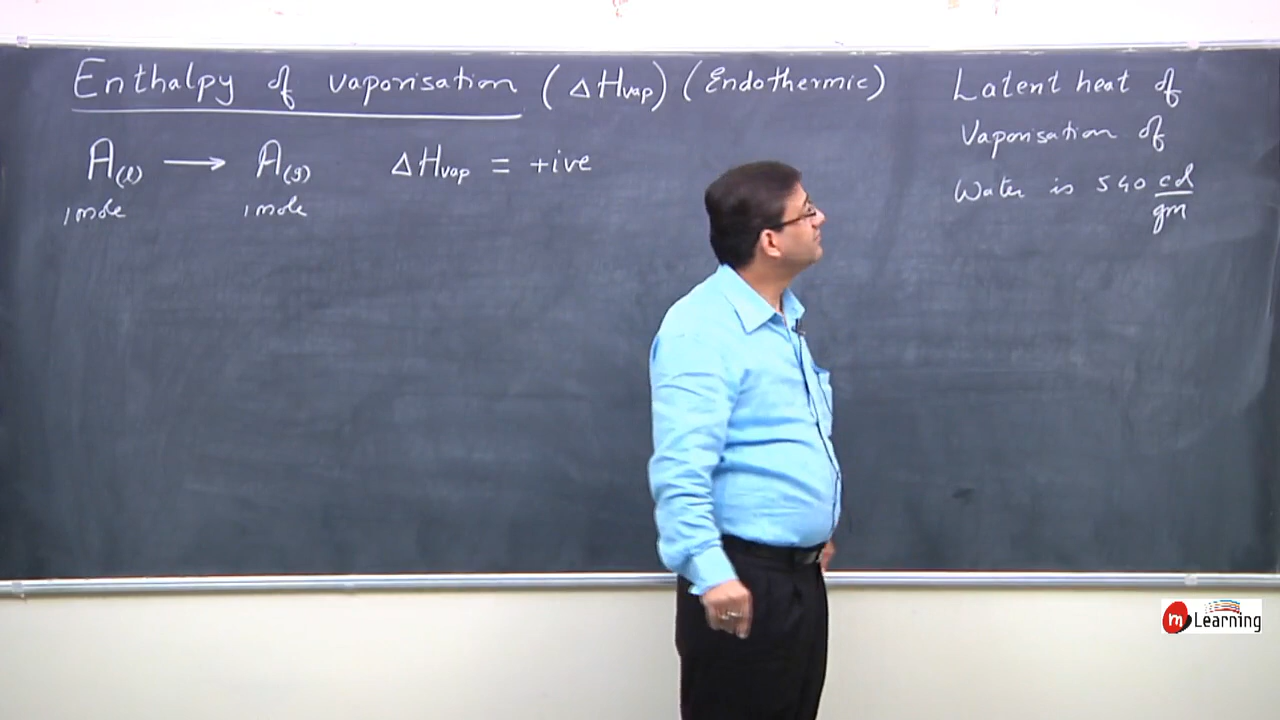 Enthalpy of vaporisation (ΔHvap) (Endothermic)
A(l) → A(g) ΔHvap = +ive
1 mole 1 mole
Latent heat of
Vaporisation of
Water is 540 cal/gm
m Learning